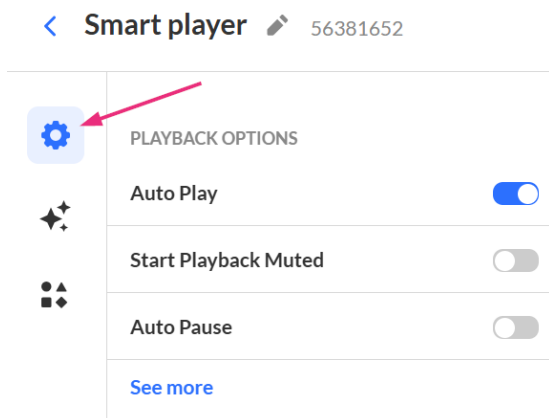 Smart player 56381652
PLAYBACK OPTIONS
Auto Play
Start Playback Muted
Auto Pause
See more